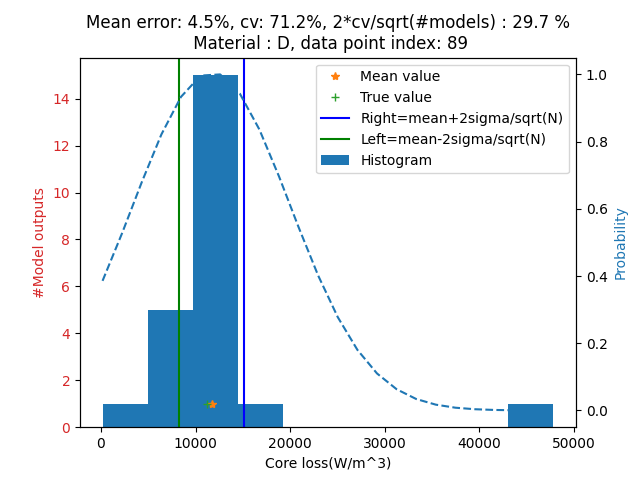 Mean error: 4.5%, cv: 71.2%, 2*cv/sqrt(#models) : 29.7 %
Material : D, data point index: 89
#Model outputs
14
12
10
8
6
4
2
0
Mean value
True value
Right=mean+2sigma/sqrt(N)
Left=mean-2sigma/sqrt(N)
Histogram
1.0
0.8
0.6
0.4
0.2
0.0
Probability
0 10000 20000 30000 40000 50000
Core loss(W/m^3)